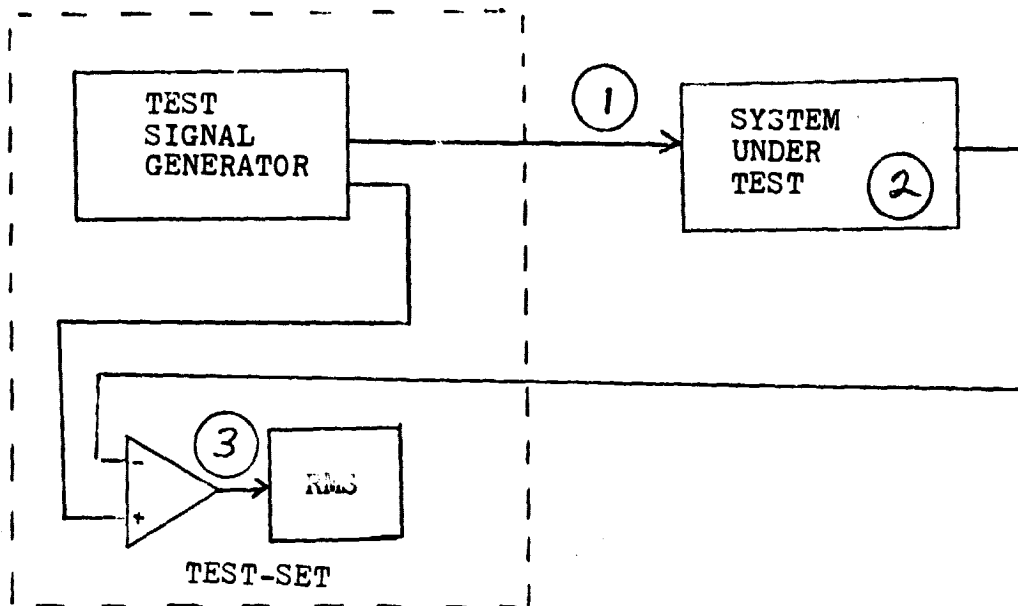 TEST
SIGNAL
GENERATOR
1
SYSTEM
UNDER
TEST
2
3
-
+
RMS
TEST-SET